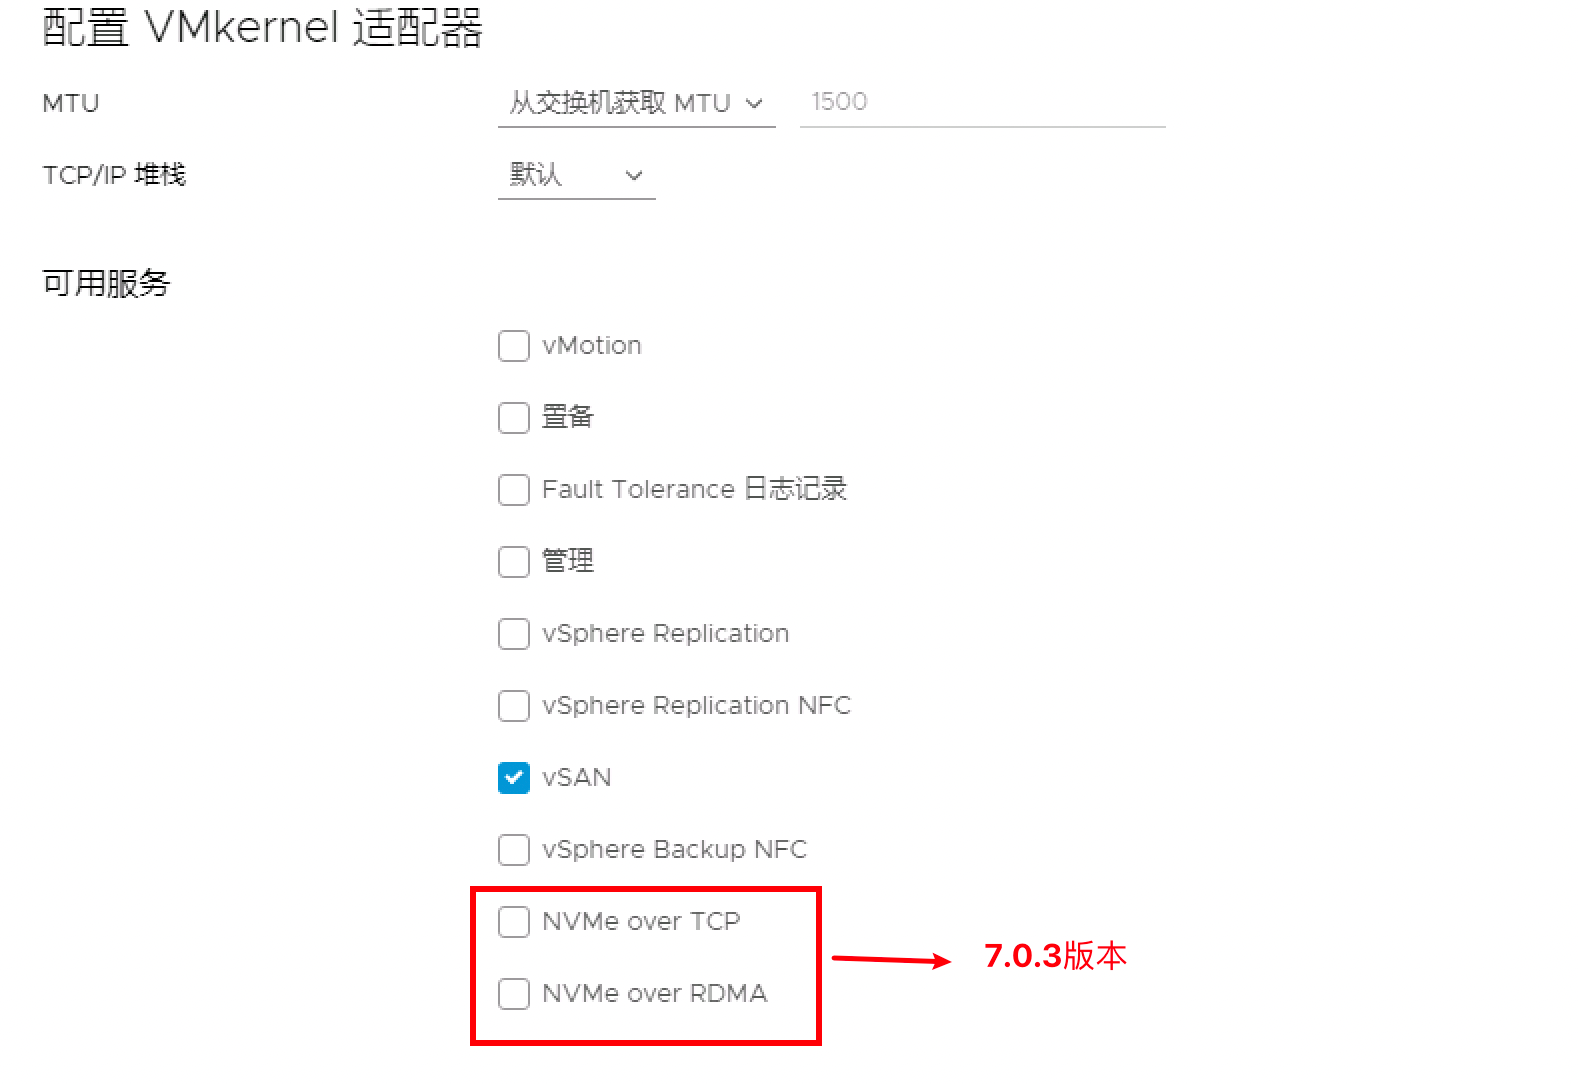 配置 VMkernel 适配器
MTU
从交换机获取 MTU
1500
TCP/IP 堆栈
默认
可用服务
vMotion
置备
Fault Tolerance 日志记录
管理
vSphere Replication
vSphere Replication NFC
vSAN
vSphere Backup NFC
NVMe over TCP
7.0.3版本
NVMe over RDMA